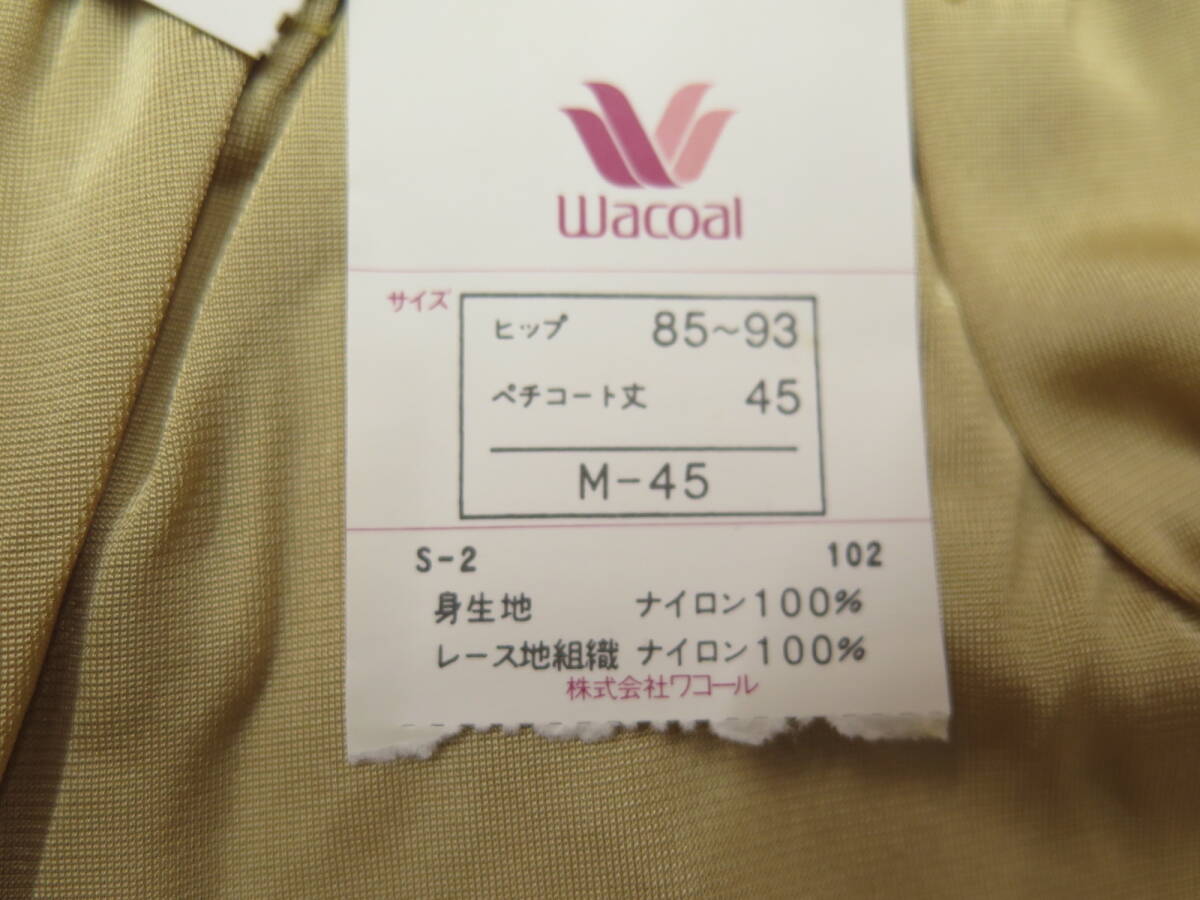 Wacoal
サイズ
ヒップ 85~93
ペチコート丈 45
M-45
S-2 102
身生地 ナイロン100%
レース地組織 ナイロン100%
株式会社ワコール